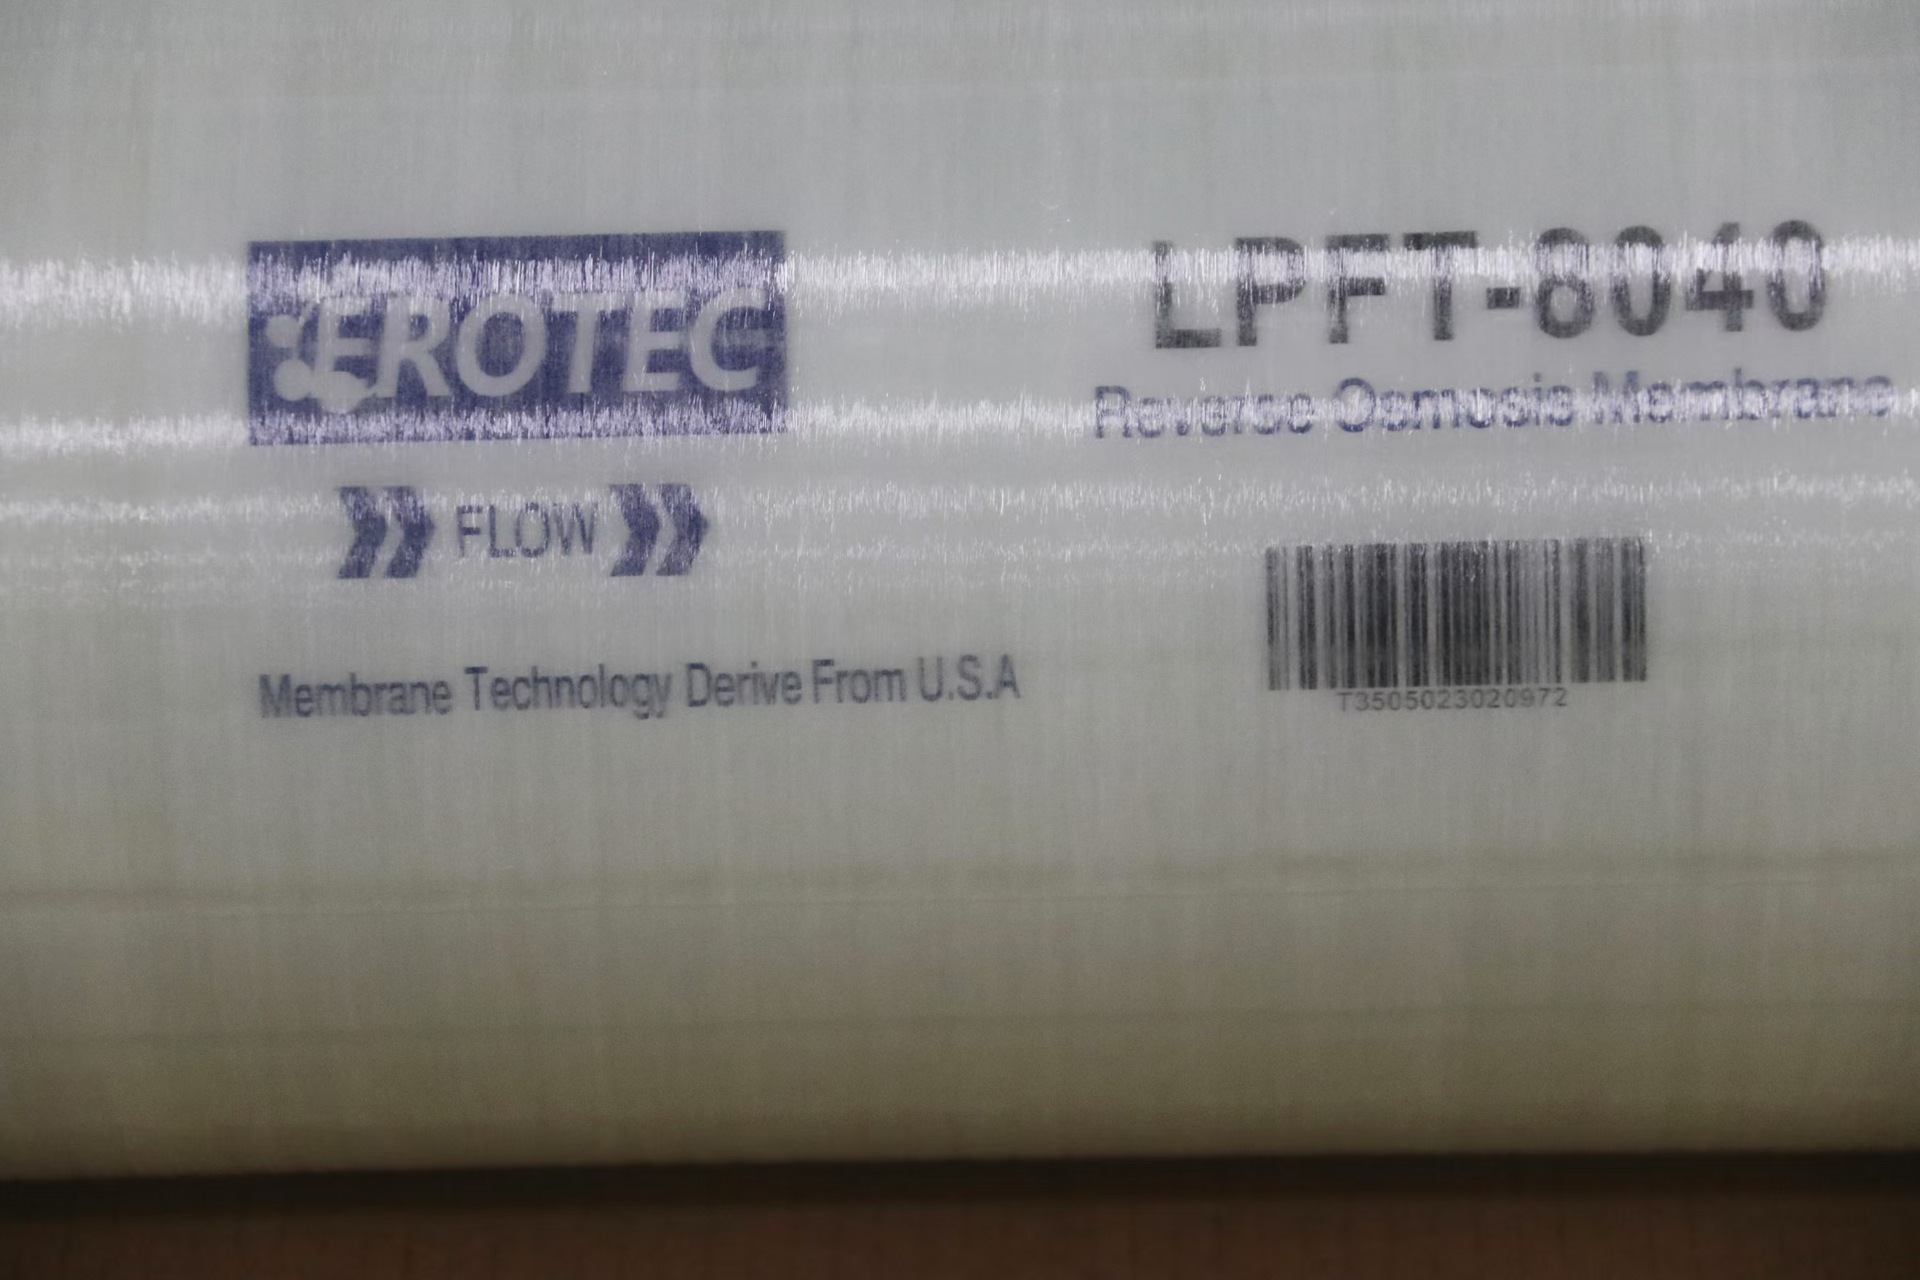 EROTEC
FLOW
Membrane Technology Derive From U.S.A
LPFT-8040
Reverse Osmosis Membrane
T3505023020972